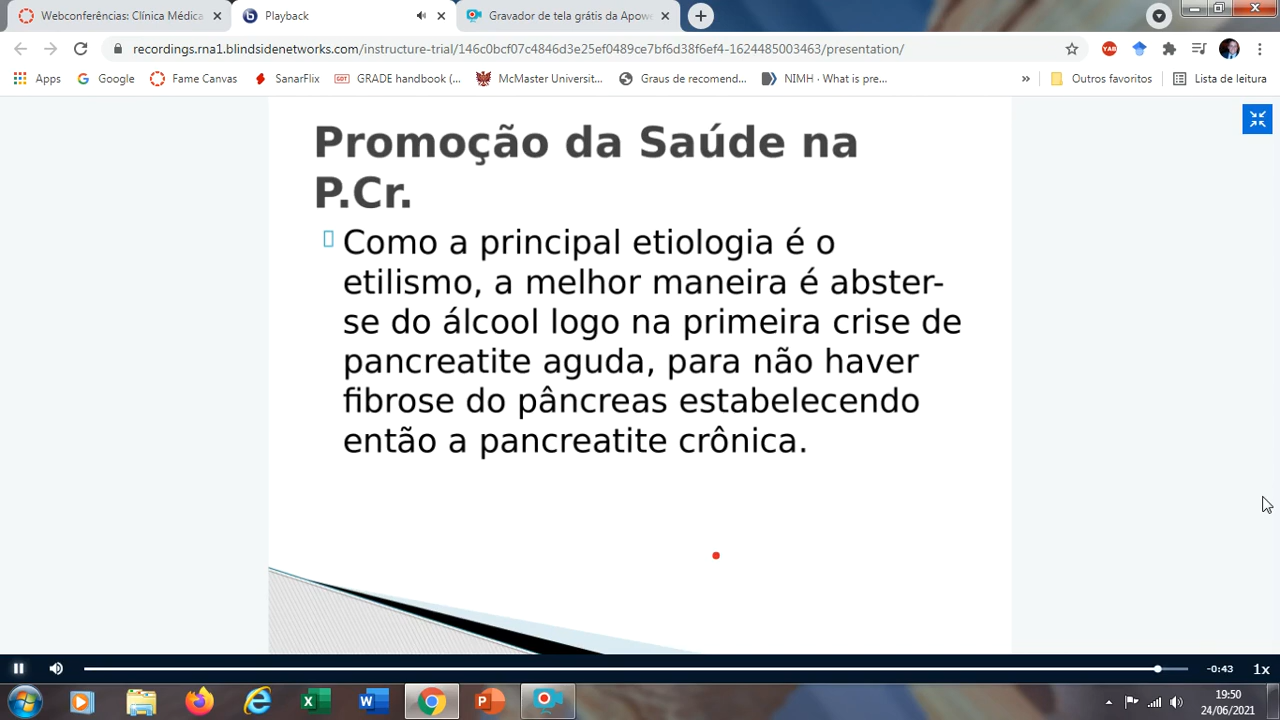 Webconferências: Clínica Médica
Playback
Gravador de tela grátis da Apowe
recordings.rna1.blindsidenetworks.com/instructure-trial/146c0bcf07c4846d3e25ef0489ce7bf6d38f6ef4-1624485003463/presentation/
Apps
Google
Fame Canvas
SanarFlix
GRADE handbook (...
McMaster Universit...
Graus de recomend...
NIMH · What is pre...
»
Outros favoritos
Lista de leitura
Promoção da Saúde na
P.Cr.
Como a principal etiologia é o
etilismo, a melhor maneira é abster-
se do álcool logo na primeira crise de
pancreatite aguda, para não haver
fibrose do pâncreas estabelecendo
então a pancreatite crônica.
-0:43
1x
19:50
24/06/2021